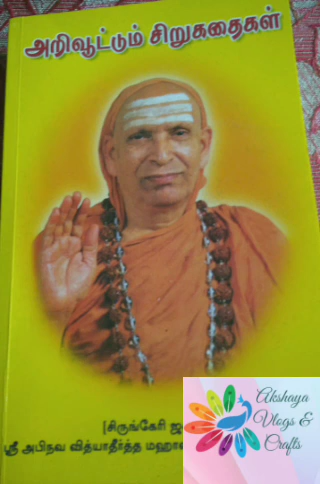 அறிவூட்டும் சிறுகதைகள்
[சிருங்கேரி
ஸ்ரீ அபிநவ வித்யாதீர்த்த
Akshaya
Vlogs &
Crafts